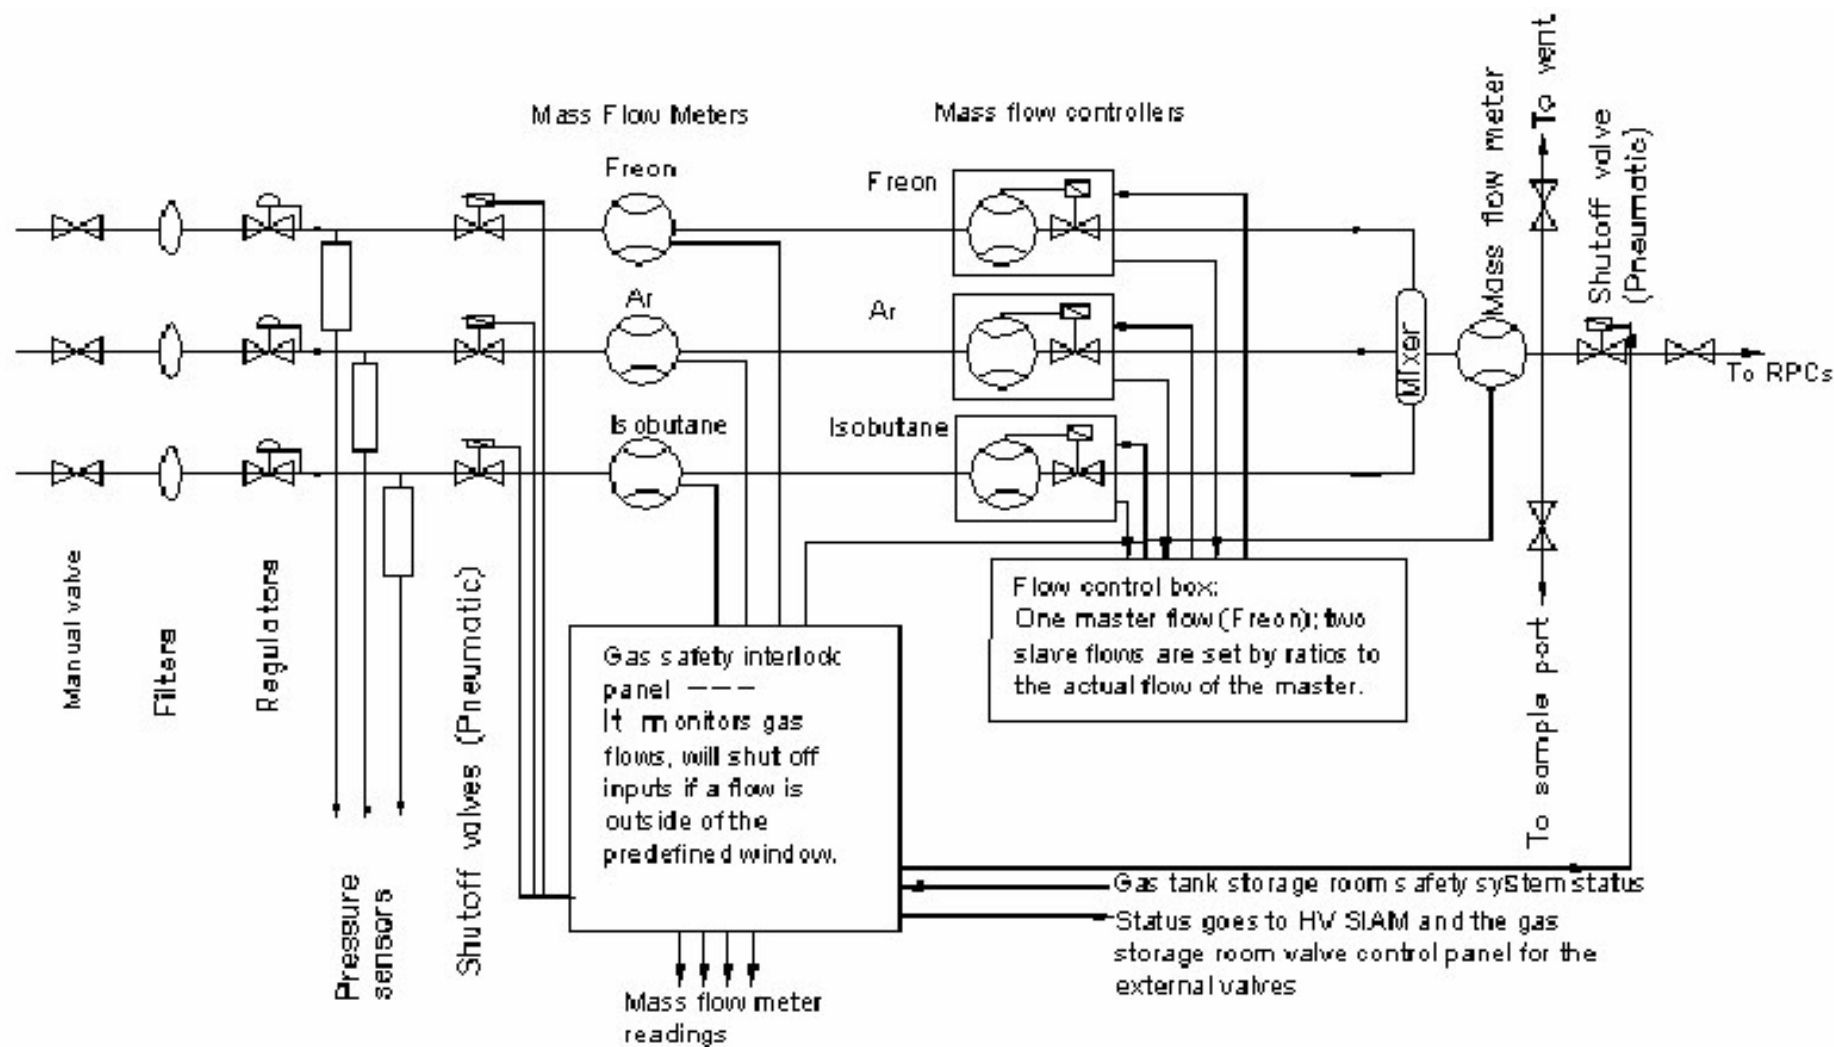 Mass Flow Meters
Mass flow controllers
Freon
Freon
Ar
Ar
Isobutane
Isobutane
Mixer
Mass flow meter
To vent.
Shutoff valve
(Pneumatic)
To RPCs
To sample port
Manual valve
Filters
Regulators
Pressure
sensors
Shutoff valves (Pneumatic)
Gas safety interlock
panel ---
It monitors gas
flows, will shut off
inputs if a flow is
outside of the
predefined window.
Flow control box:
One master flow (Freon); two
slave flows are set by ratios to
the actual flow of the master.
Gas tank storage room safety system status
Status goes to HV SIAM and the gas
storage room valve control panel for the
external valves
Mass flow meter
readings